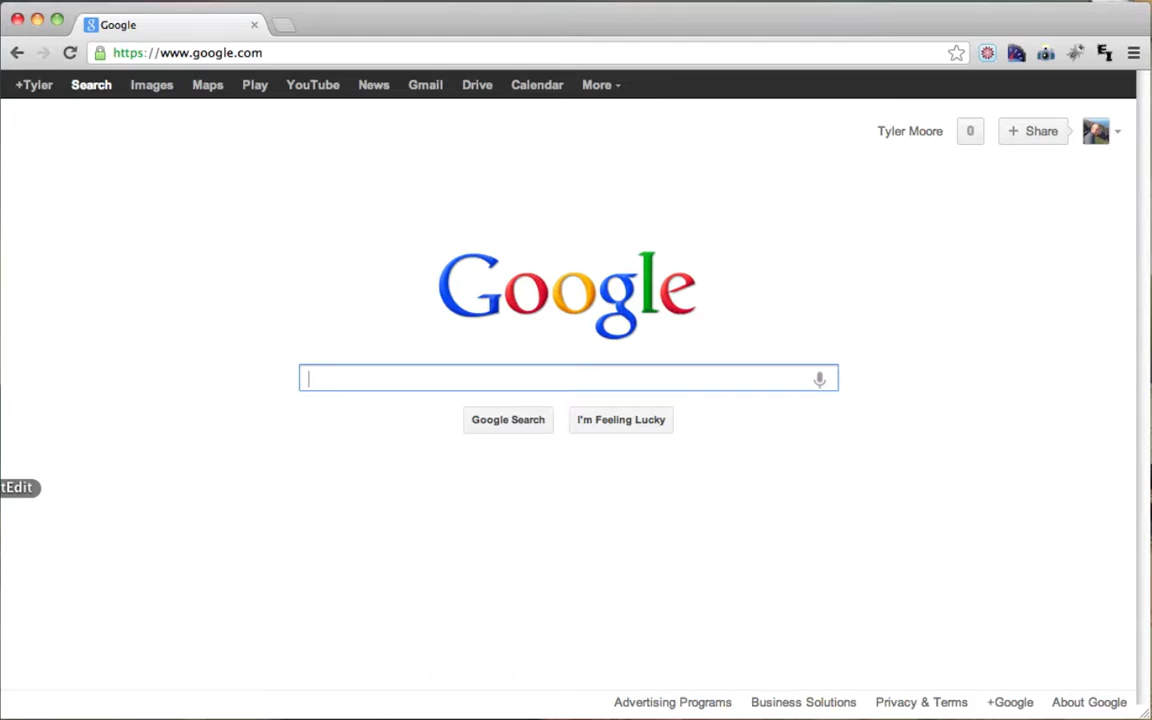 Google
https://www.google.com
+Tyler Search Images Maps Play YouTube News Gmail Drive Calendar More
Tyler Moore 0 + Share
Google
Google Search I'm Feeling Lucky
tEdit
Advertising Programs Business Solutions Privacy & Terms +Google About Google